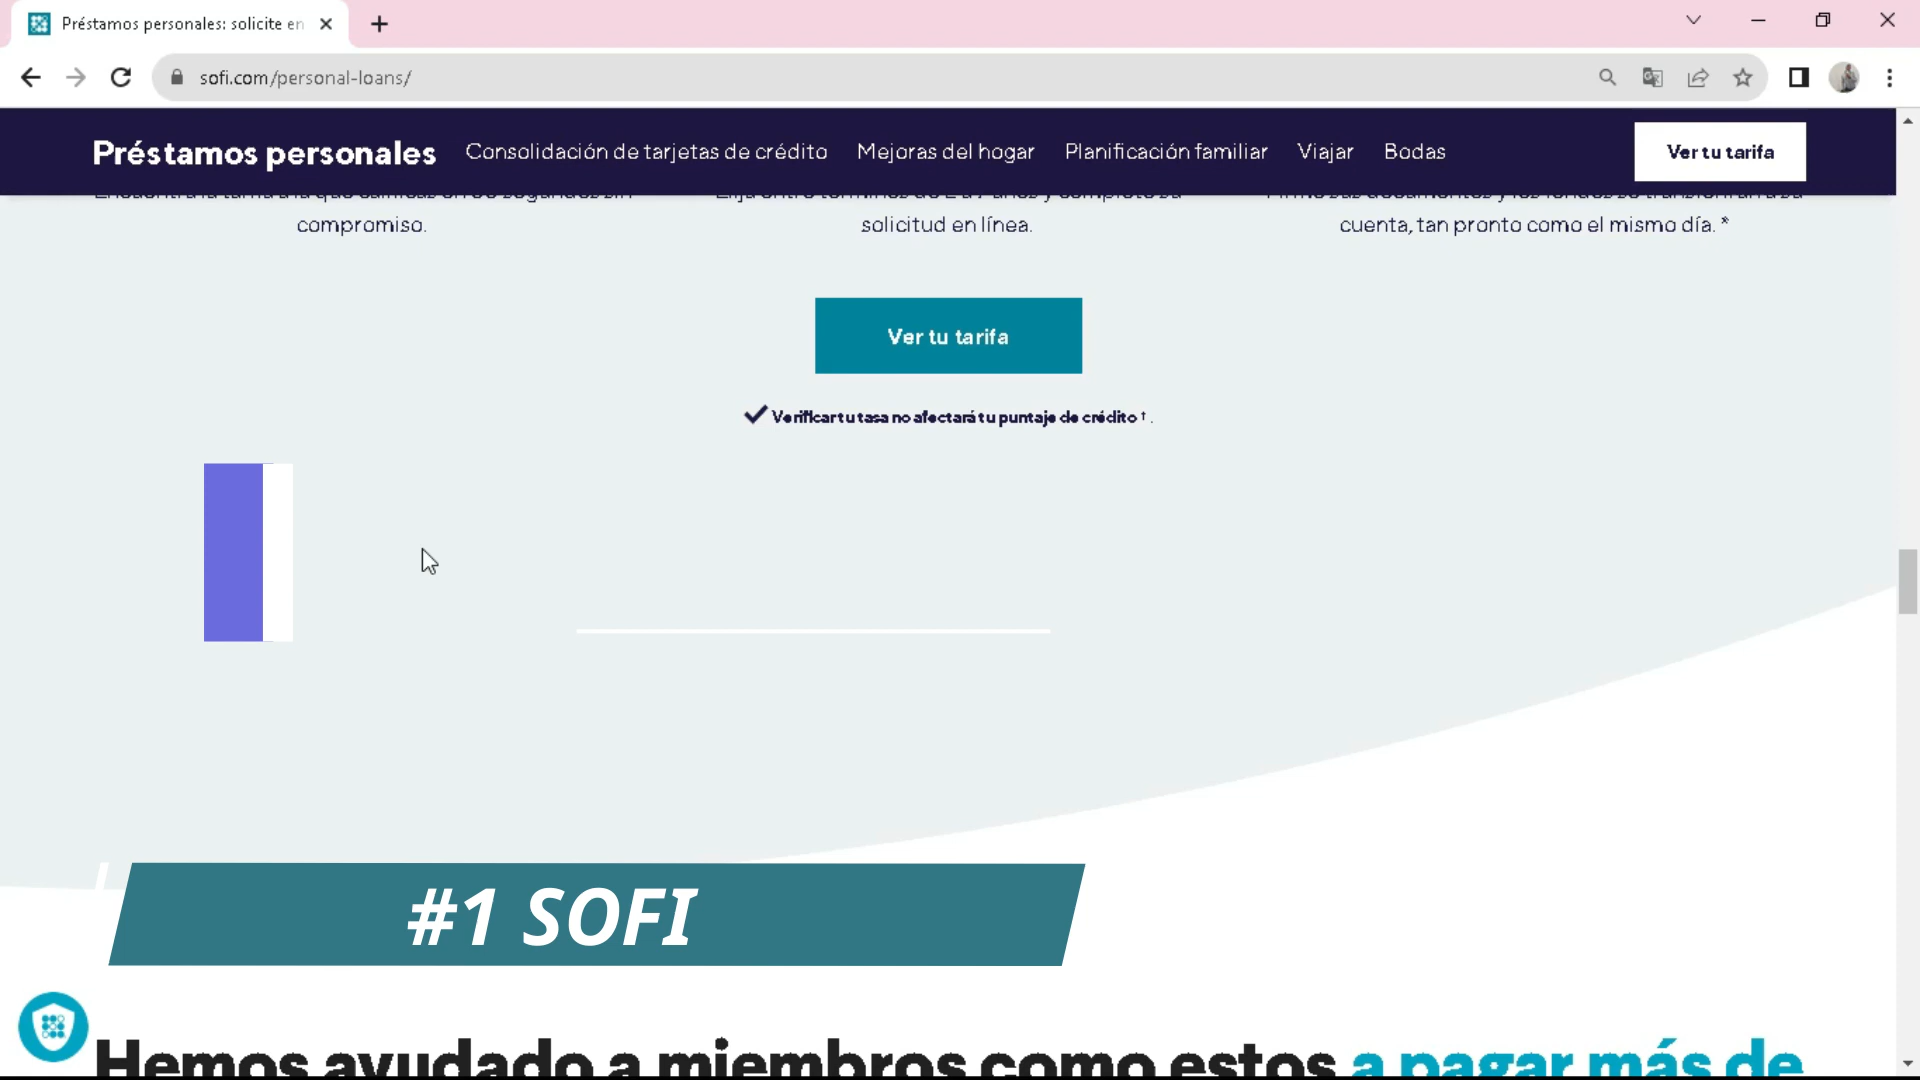 Préstamos personales: solicite en
sofi.com/personal-loans/
Préstamos personales Consolidación de tarjetas de crédito Mejoras del hogar Planificación familiar Viajar Bodas Ver tu tarifa
compromiso.
solicitud en línea.
cuenta, tan pronto como el mismo día. *
Ver tu tarifa
Verificar tu tasa no afectará tu puntaje de crédito † .
#1 SOFI
Hemos ayudado a miembros como estos a pagar más de